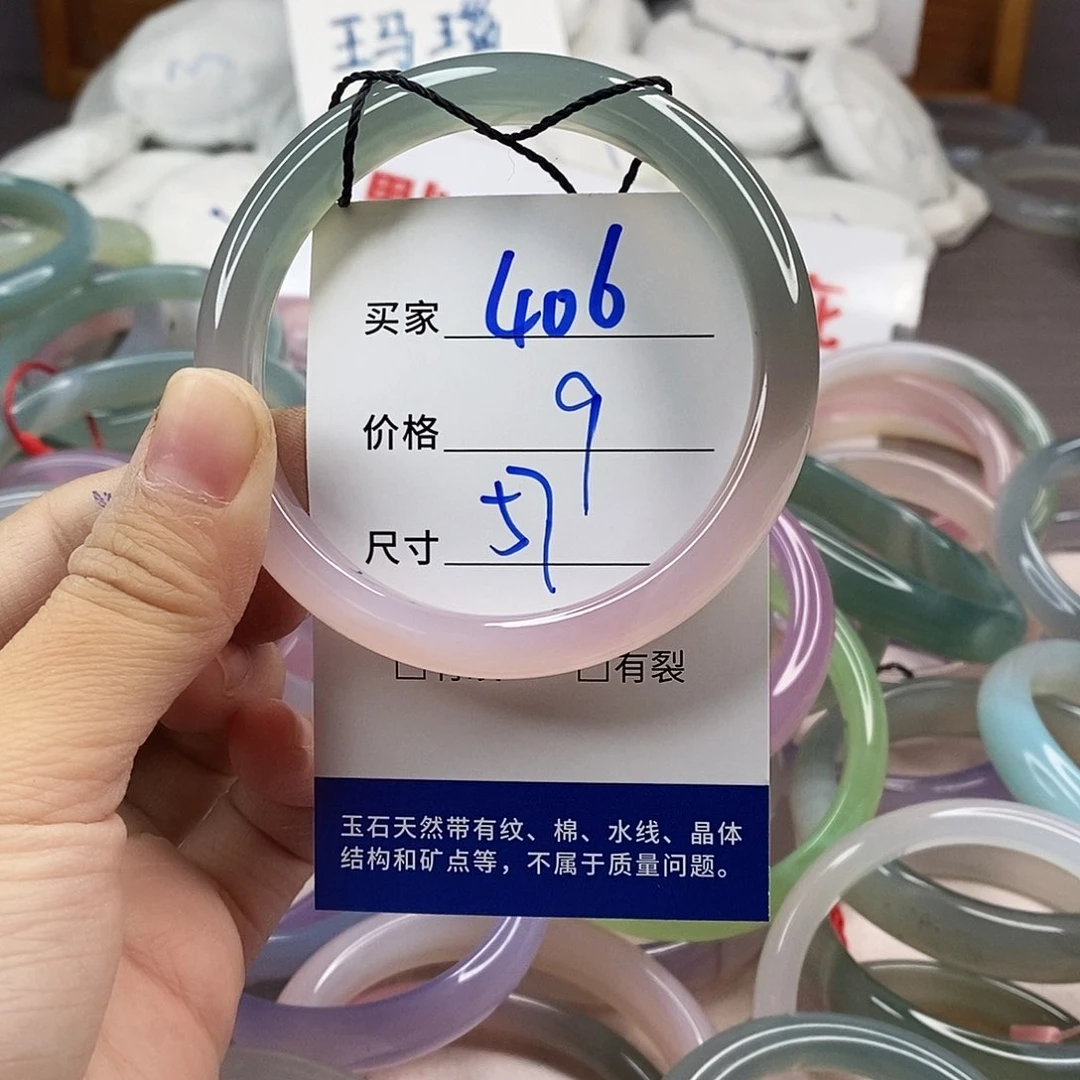 玛瑙
买家 406
价格 9
尺寸 57
有裂
玉石天然带有纹、棉、水线、晶体
结构和矿点等，不属于质量问题。